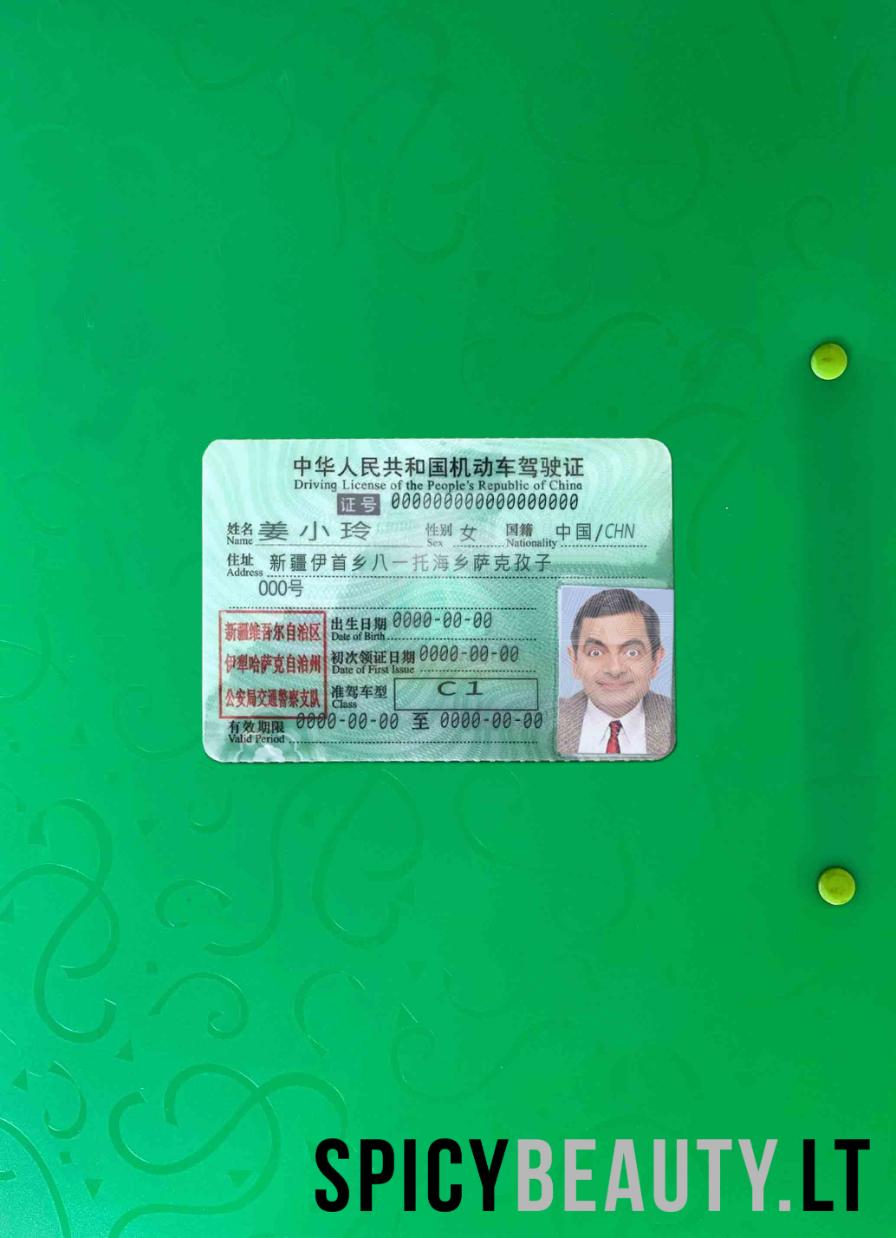 中华人民共和国机动车驾驶证
Driving License of the People's Republic of China
证号 000000000000000000
姓名 姜小玲 性别 女 国籍 中国/CHN
Name Sex Nationality
住址 新疆伊首乡八一托海乡萨克孜子
Address
000号
新疆维吾尔自治区
伊犁哈萨克自治州
公安局交通警察支队
出生日期 0000-00-00
Date of Birth
初次领证日期 0000-00-00
Date of First Issue
准驾车型 C1
Class
有效期限 0000-00-00 至 0000-00-00
Valid Period
SPICYBEAUTY.LT